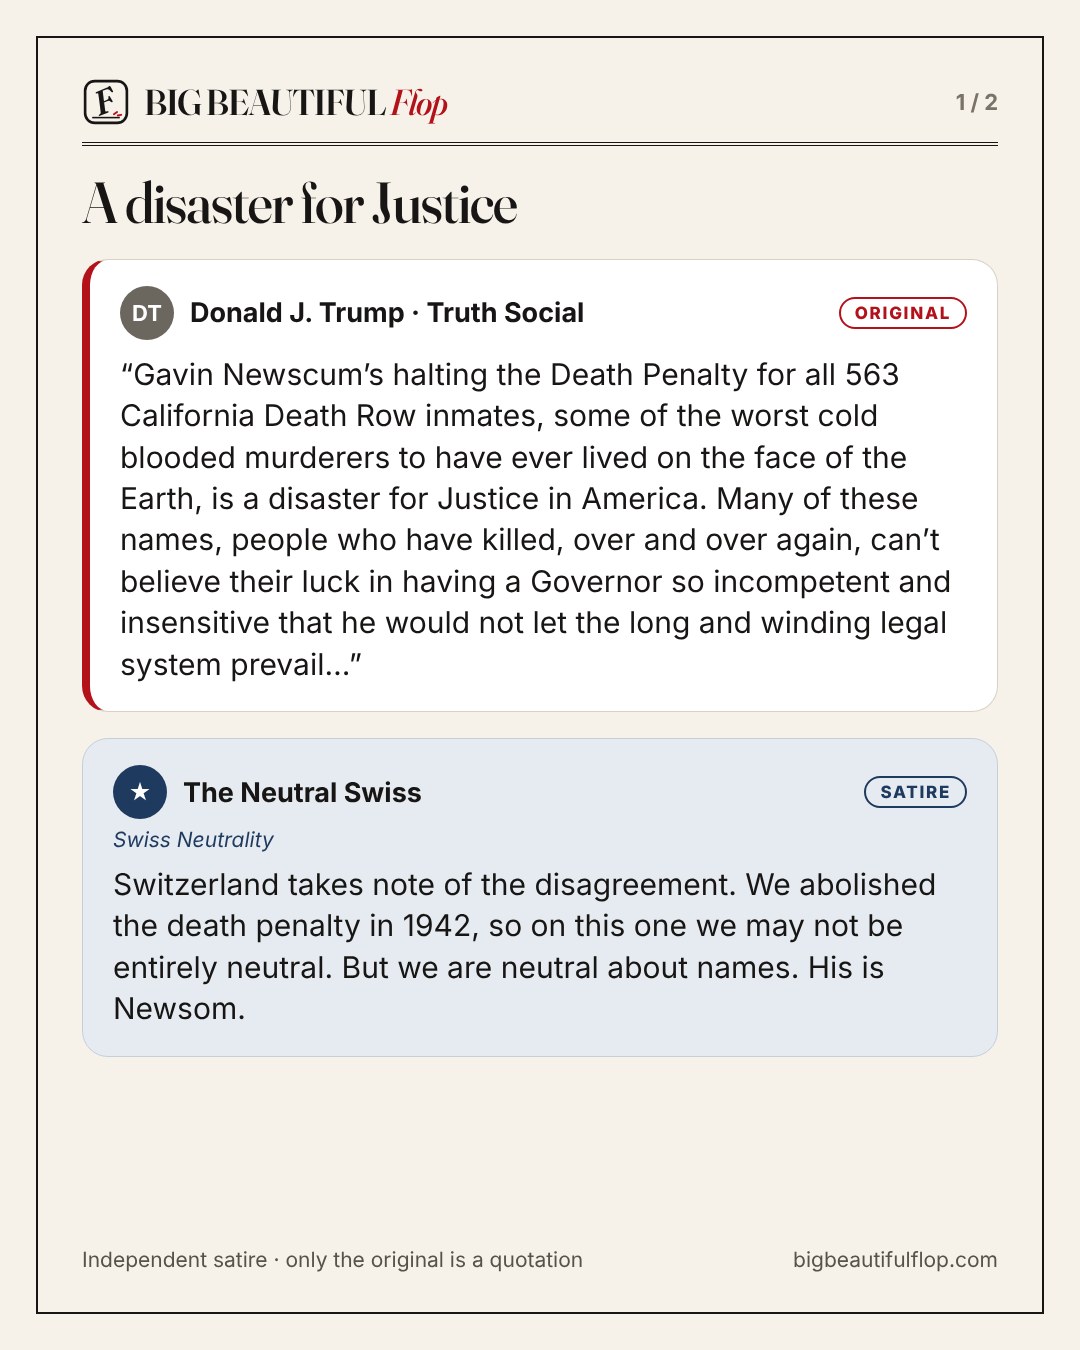 F
BIG BEAUTIFUL Flop
1 / 2
A disaster for Justice
DT
Donald J. Trump · Truth Social
ORIGINAL
“Gavin Newscum’s halting the Death Penalty for all 563
California Death Row inmates, some of the worst cold
blooded murderers to have ever lived on the face of the
Earth, is a disaster for Justice in America. Many of these
names, people who have killed, over and over again, can’t
believe their luck in having a Governor so incompetent and
insensitive that he would not let the long and winding legal
system prevail…”
The Neutral Swiss
SATIRE
Swiss Neutrality
Switzerland takes note of the disagreement. We abolished
the death penalty in 1942, so on this one we may not be
entirely neutral. But we are neutral about names. His is
Newsom.
Independent satire · only the original is a quotation
bigbeautifulflop.com